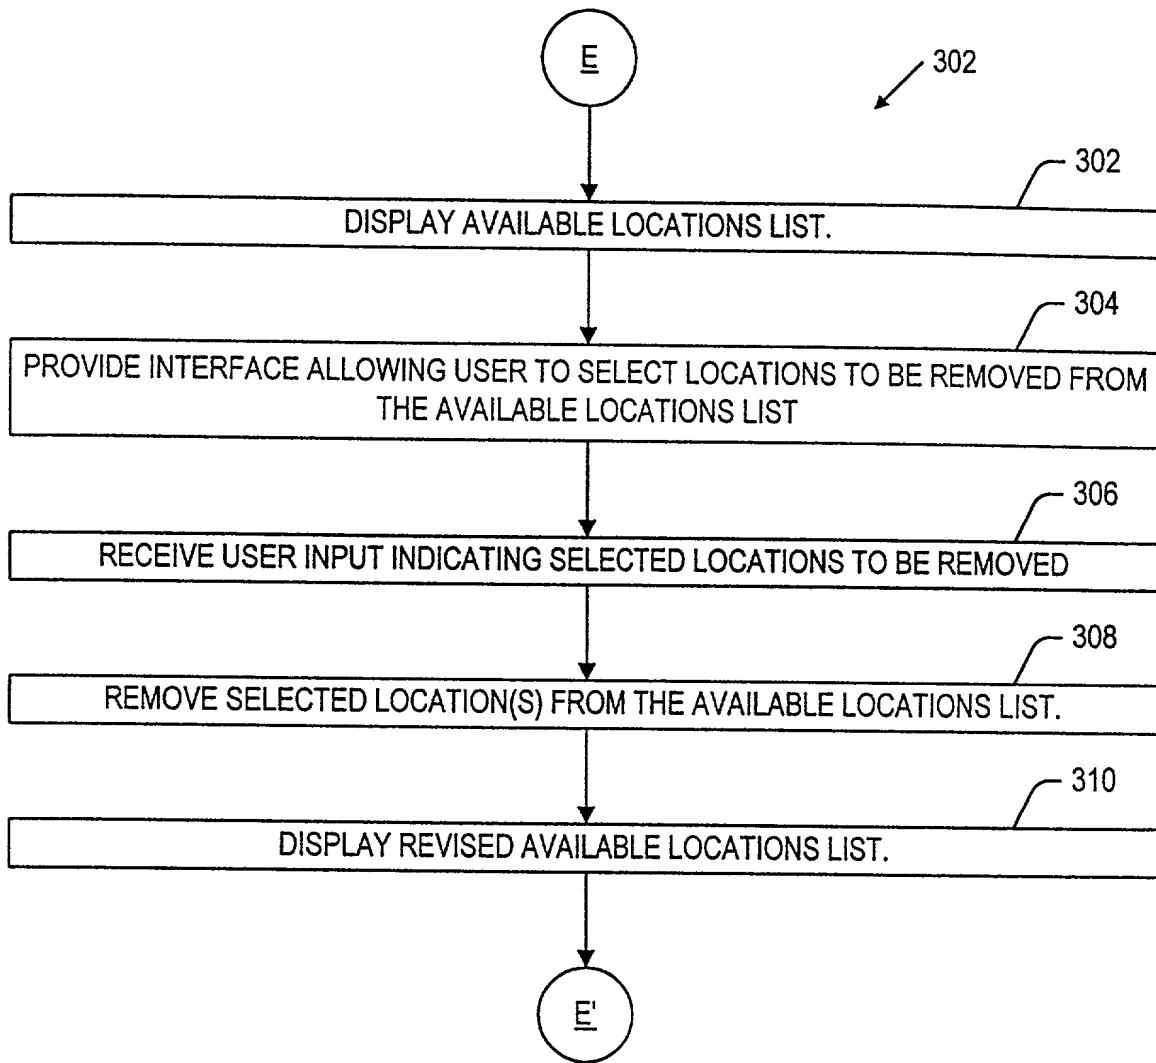 E
302
302
DISPLAY AVAILABLE LOCATIONS LIST.
304
PROVIDE INTERFACE ALLOWING USER TO SELECT LOCATIONS TO BE REMOVED FROM
THE AVAILABLE LOCATIONS LIST
306
RECEIVE USER INPUT INDICATING SELECTED LOCATIONS TO BE REMOVED
308
REMOVE SELECTED LOCATION(S) FROM THE AVAILABLE LOCATIONS LIST.
310
DISPLAY REVISED AVAILABLE LOCATIONS LIST.
E'